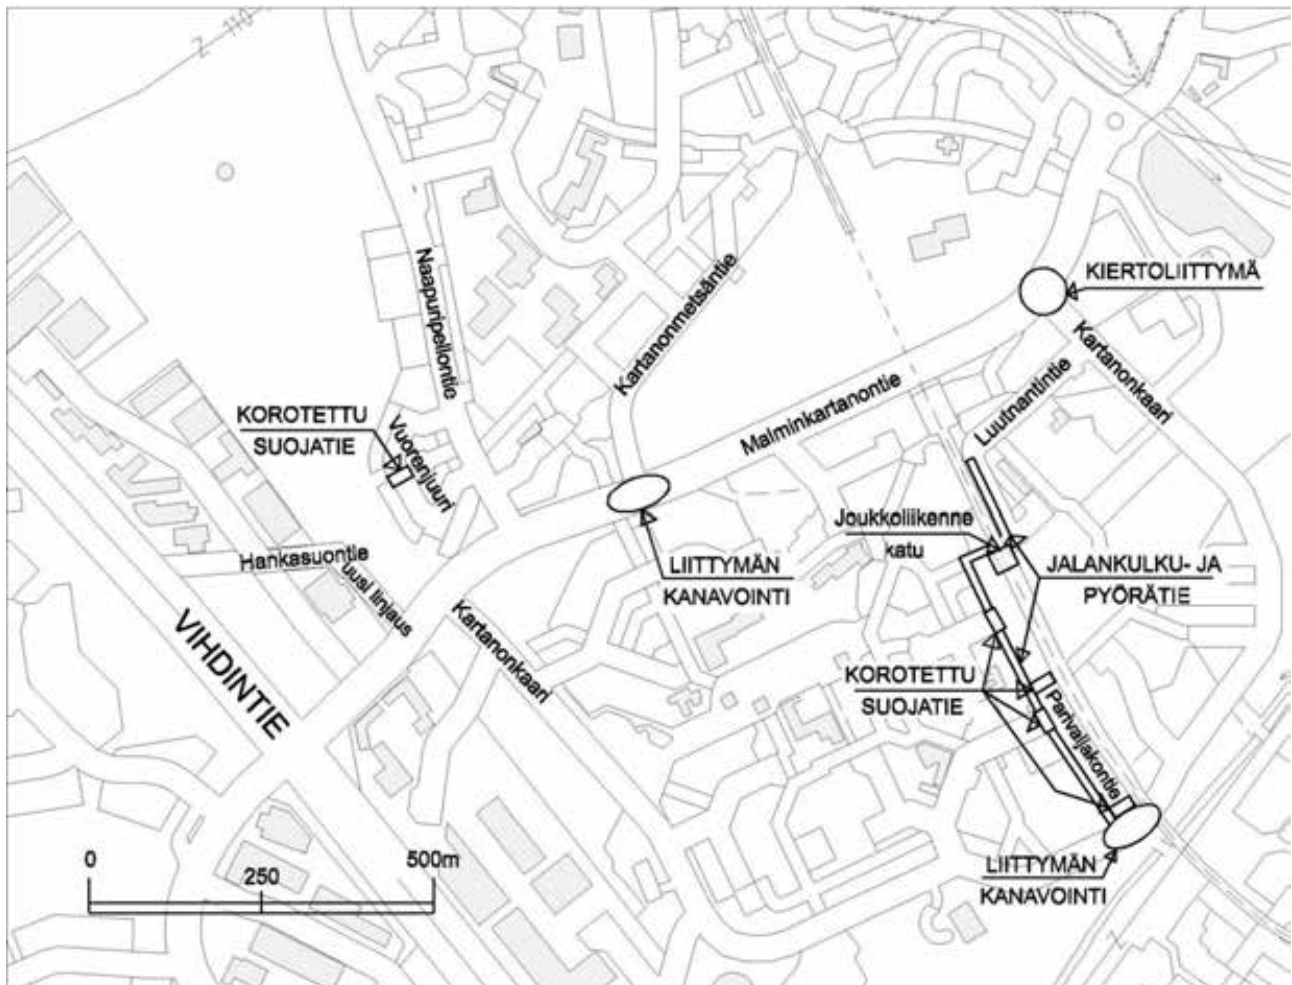 Z 110
KIERTOLIITTYMÄ
Naapuripellontie
Kartanonmetsäntie
Kartanonkaari
Luutnantintie
Malminkartanontie
KOROTETTU
SUOJATIE
Vuorenjuuri
Joukkoliikenne
katu
Hankasuontie
uusi linjaus
LIITTYMÄN
KANAVOINTI
JALANKULKU- JA
PYÖRÄTIE
VIHDINTIE
Kartanonkaari
KOROTETTU
SUOJATIE
Parivaljakontie
0
250
500m
LIITTYMÄN
KANAVOINTI